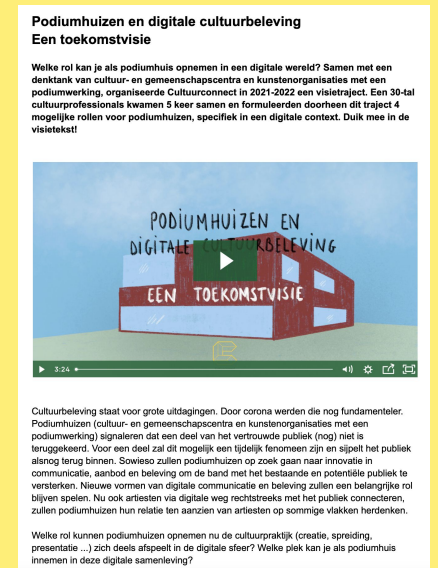 Podiumhuizen en digitale cultuurbeleving
Een toekomstvisie
Welke rol kan je als podiumhuis opnemen in een digitale wereld? Samen met een
denktank van cultuur- en gemeenschapscentra en kunstenorganisaties met een
podiumwerking, organiseerde Cultuurconnect in 2021-2022 een visietraject. Een 30-tal
cultuurprofessionals kwamen 5 keer samen en formuleerden doorheen dit traject 4
mogelijke rollen voor podiumhuizen, specifiek in een digitale context. Duik mee in de
visietekst!
PODIUMHUIZEN EN
DIGITALE CULTUURBELEVING
EEN TOEKOMSTVISIE
3:24
Cultuurbeleving staat voor grote uitdagingen. Door corona werden die nog fundamenteler.
Podiumhuizen (cultuur- en gemeenschapscentra en kunstenorganisaties met een
podiumwerking) signaleren dat een deel van het vertrouwde publiek (nog) niet is
teruggekeerd. Voor een deel zal dit mogelijk een tijdelijk fenomeen zijn en sijpelt het publiek
alsnog terug binnen. Sowieso zullen podiumhuizen op zoek gaan naar innovatie in
communicatie, aanbod en beleving om de band met het bestaande en potentiële publiek te
versterken. Nieuwe vormen van digitale communicatie en beleving zullen een belangrijke rol
blijven spelen. Nu ook artiesten via digitale weg rechtstreeks met het publiek connecteren,
zullen podiumhuizen hun relatie ten aanzien van artiesten op sommige vlakken herdenken.
Welke rol kunnen podiumhuizen opnemen nu de cultuurpraktijk (creatie, spreiding,
presentatie ...) zich deels afspeelt in de digitale sfeer? Welke plek kan je als podiumhuis
innemen in deze digitale samenleving?